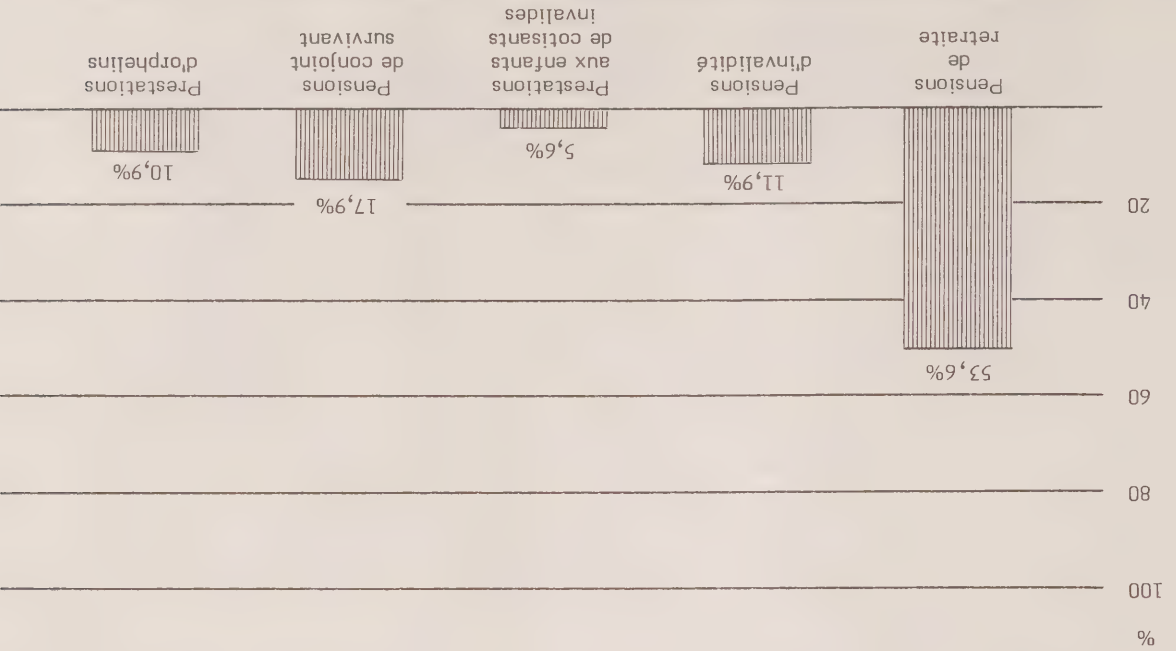 %
100
80
60
40
20
53,6%
11,9%
5,6%
17,9%
10,9%
Pensions
de
retraite
Pensions
d'invalidité
Prestations
aux enfants
de cotisants
invalides
Pensions
de conjoint
survivant
Prestations
d'orphelins